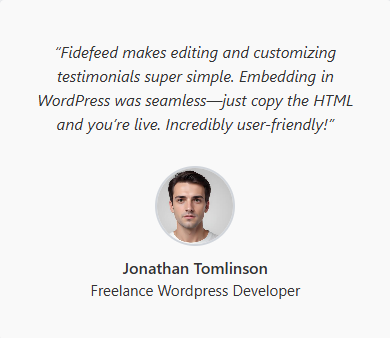 “Fidefeed makes editing and customizing
testimonials super simple. Embedding in
WordPress was seamless—just copy the HTML
and you’re live. Incredibly user-friendly!”
Jonathan Tomlinson
Freelance Wordpress Developer